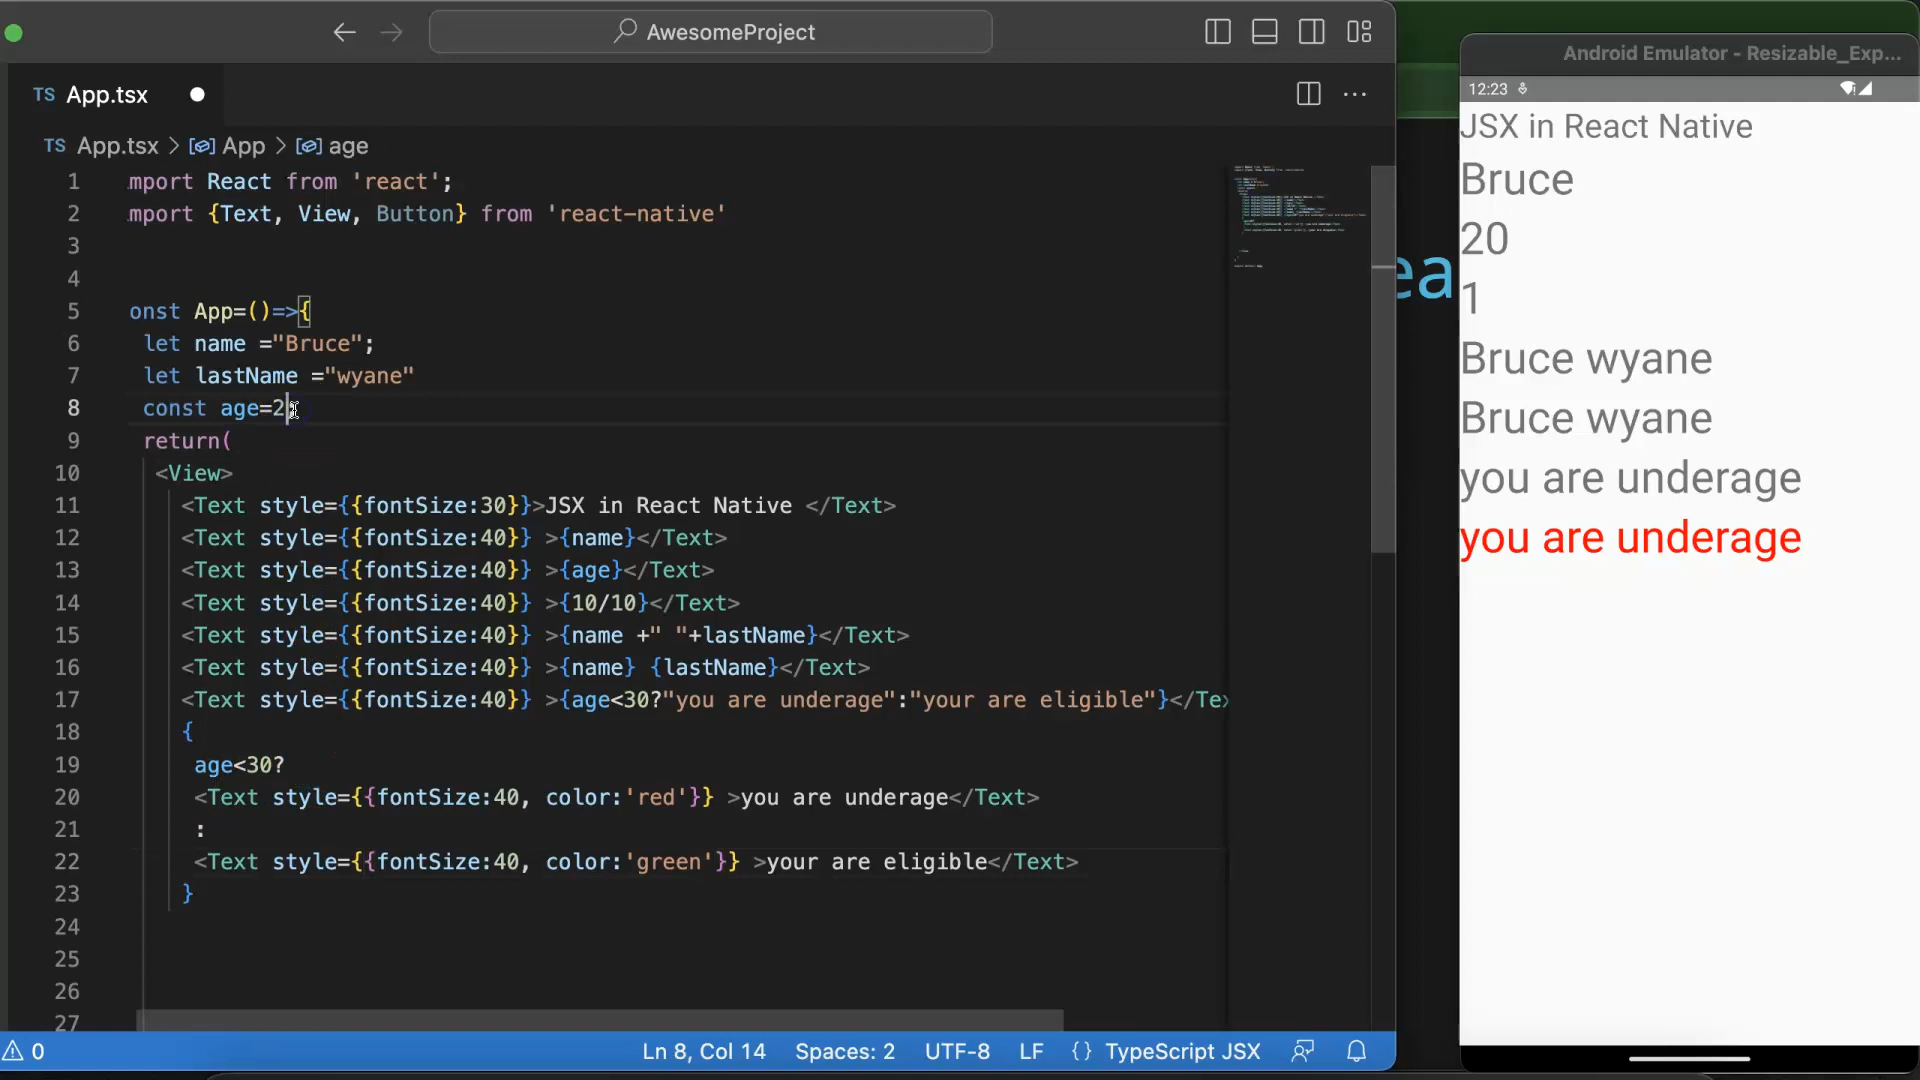 AwesomeProject
TS App.tsx
TS App.tsx > App > age
1 mport React from 'react';
2 mport {Text, View, Button} from 'react-native'
3
4
5 onst App=()=>{
6 let name ="Bruce";
7 let lastName ="wyane"
8 const age=2
9 return(
10 <View>
11 <Text style={{fontSize:30}}>JSX in React Native </Text>
12 <Text style={{fontSize:40}} >{name}</Text>
13 <Text style={{fontSize:40}} >{age}</Text>
14 <Text style={{fontSize:40}} >{10/10}</Text>
15 <Text style={{fontSize:40}} >{name +" "+lastName}</Text>
16 <Text style={{fontSize:40}} >{name} {lastName}</Text>
17 <Text style={{fontSize:40}} >{age<30?"you are underage":"your are eligible"}</Tex
18 {
19 age<30?
20 <Text style={{fontSize:40, color:'red'}} >you are underage</Text>
21 :
22 <Text style={{fontSize:40, color:'green'}} >your are eligible</Text>
23 }
24
25
26
27
0
Ln 8, Col 14
Spaces: 2
UTF-8
LF
{} TypeScript JSX
ea
Android Emulator - Resizable_Exp...
12:23
JSX in React Native
Bruce
20
1
Bruce wyane
Bruce wyane
you are underage
you are underage